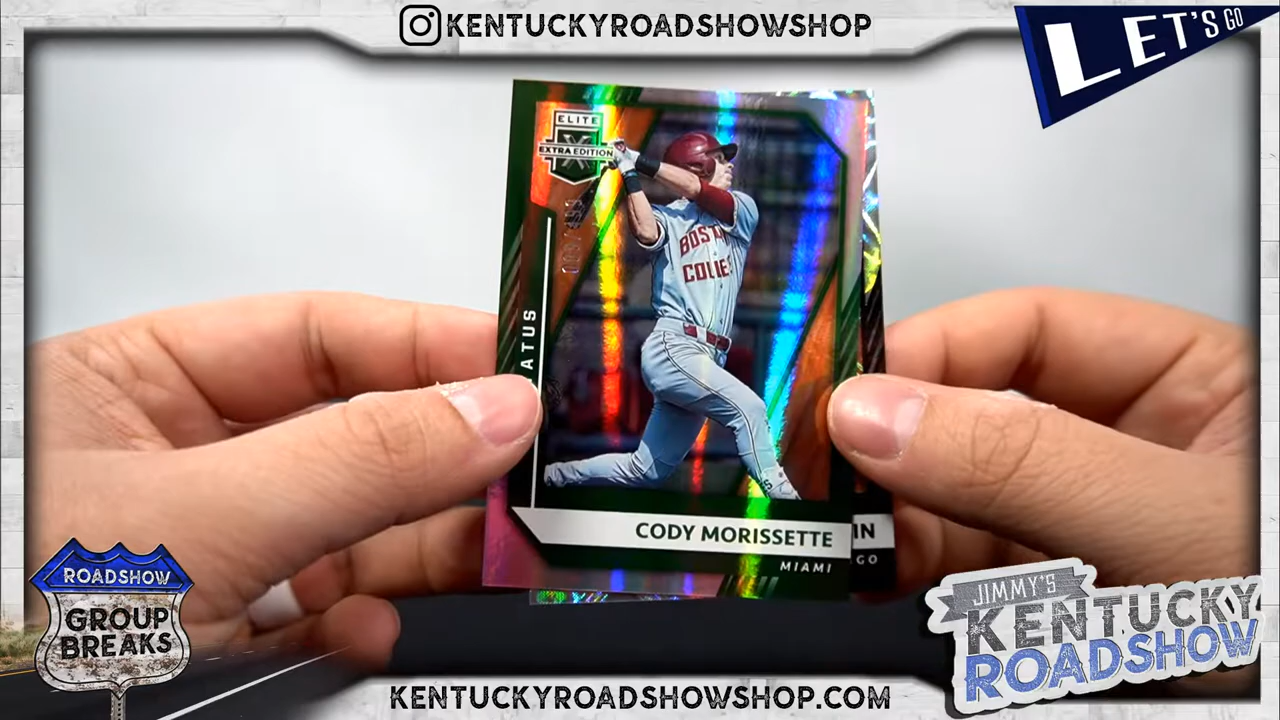 KENTUCKYROADSHOWSHOP
LET'S GO
ELITE
EXTRA EDITION
X
BOSTON
COLLE
ATUS
CODY MORISSETTE
MIAMI
IN
GO
ROADSHOW
GROUP
BREAKS
JIMMY'S
KENTUCKY
ROADSHOW
KENTUCKYROADSHOWSHOP.COM